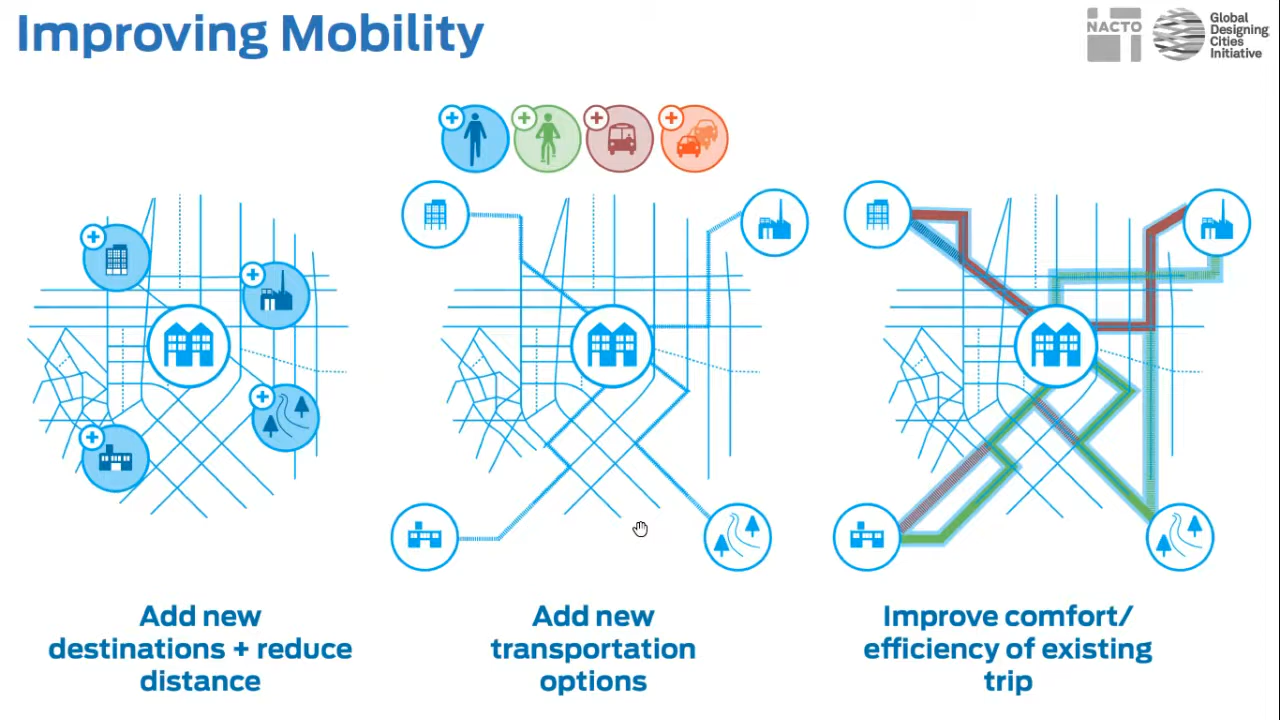 Improving Mobility
NACTO
Global
Designing
Cities
Initiative
Add new
destinations + reduce
distance
Add new
transportation
options
Improve comfort/
efficiency of existing
trip